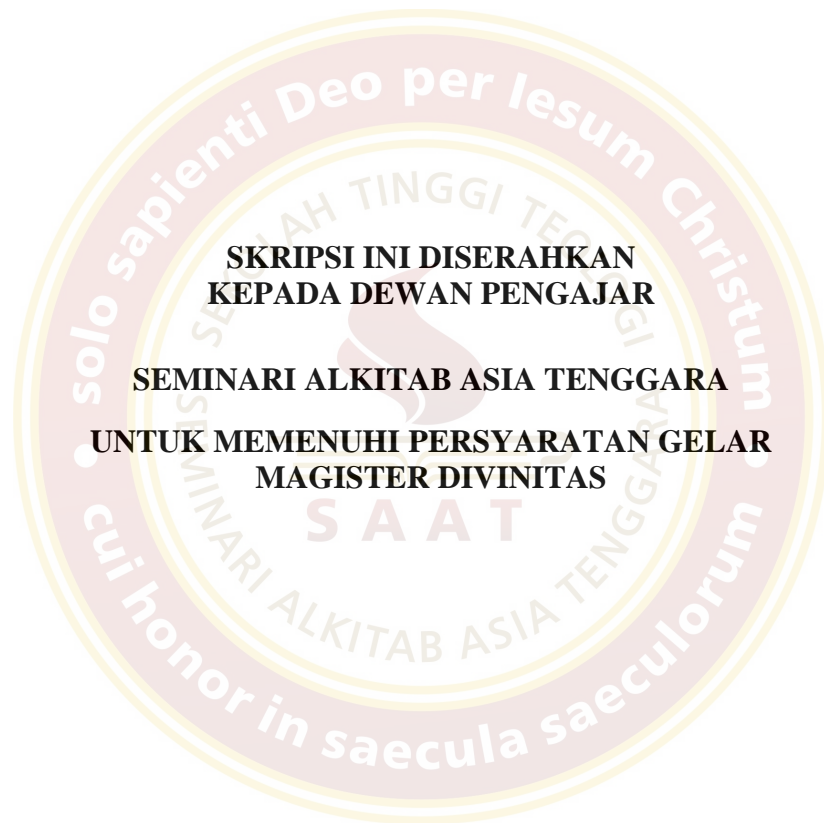 SKRIPSI INI DISERAHKAN
KEPADA DEWAN PENGAJAR
SEMINARI ALKITAB ASIA TENGGARA
UNTUK MEMENUHI PERSYARATAN GELAR
MAGISTER DIVINITAS
solo sapienti Deo per Iesum Christum
SEKOLAH TINGGI TEOLOGI
SAAT
SEMINARI ALKITAB ASIA TENGGARA
cui honor in saecula saeculorum